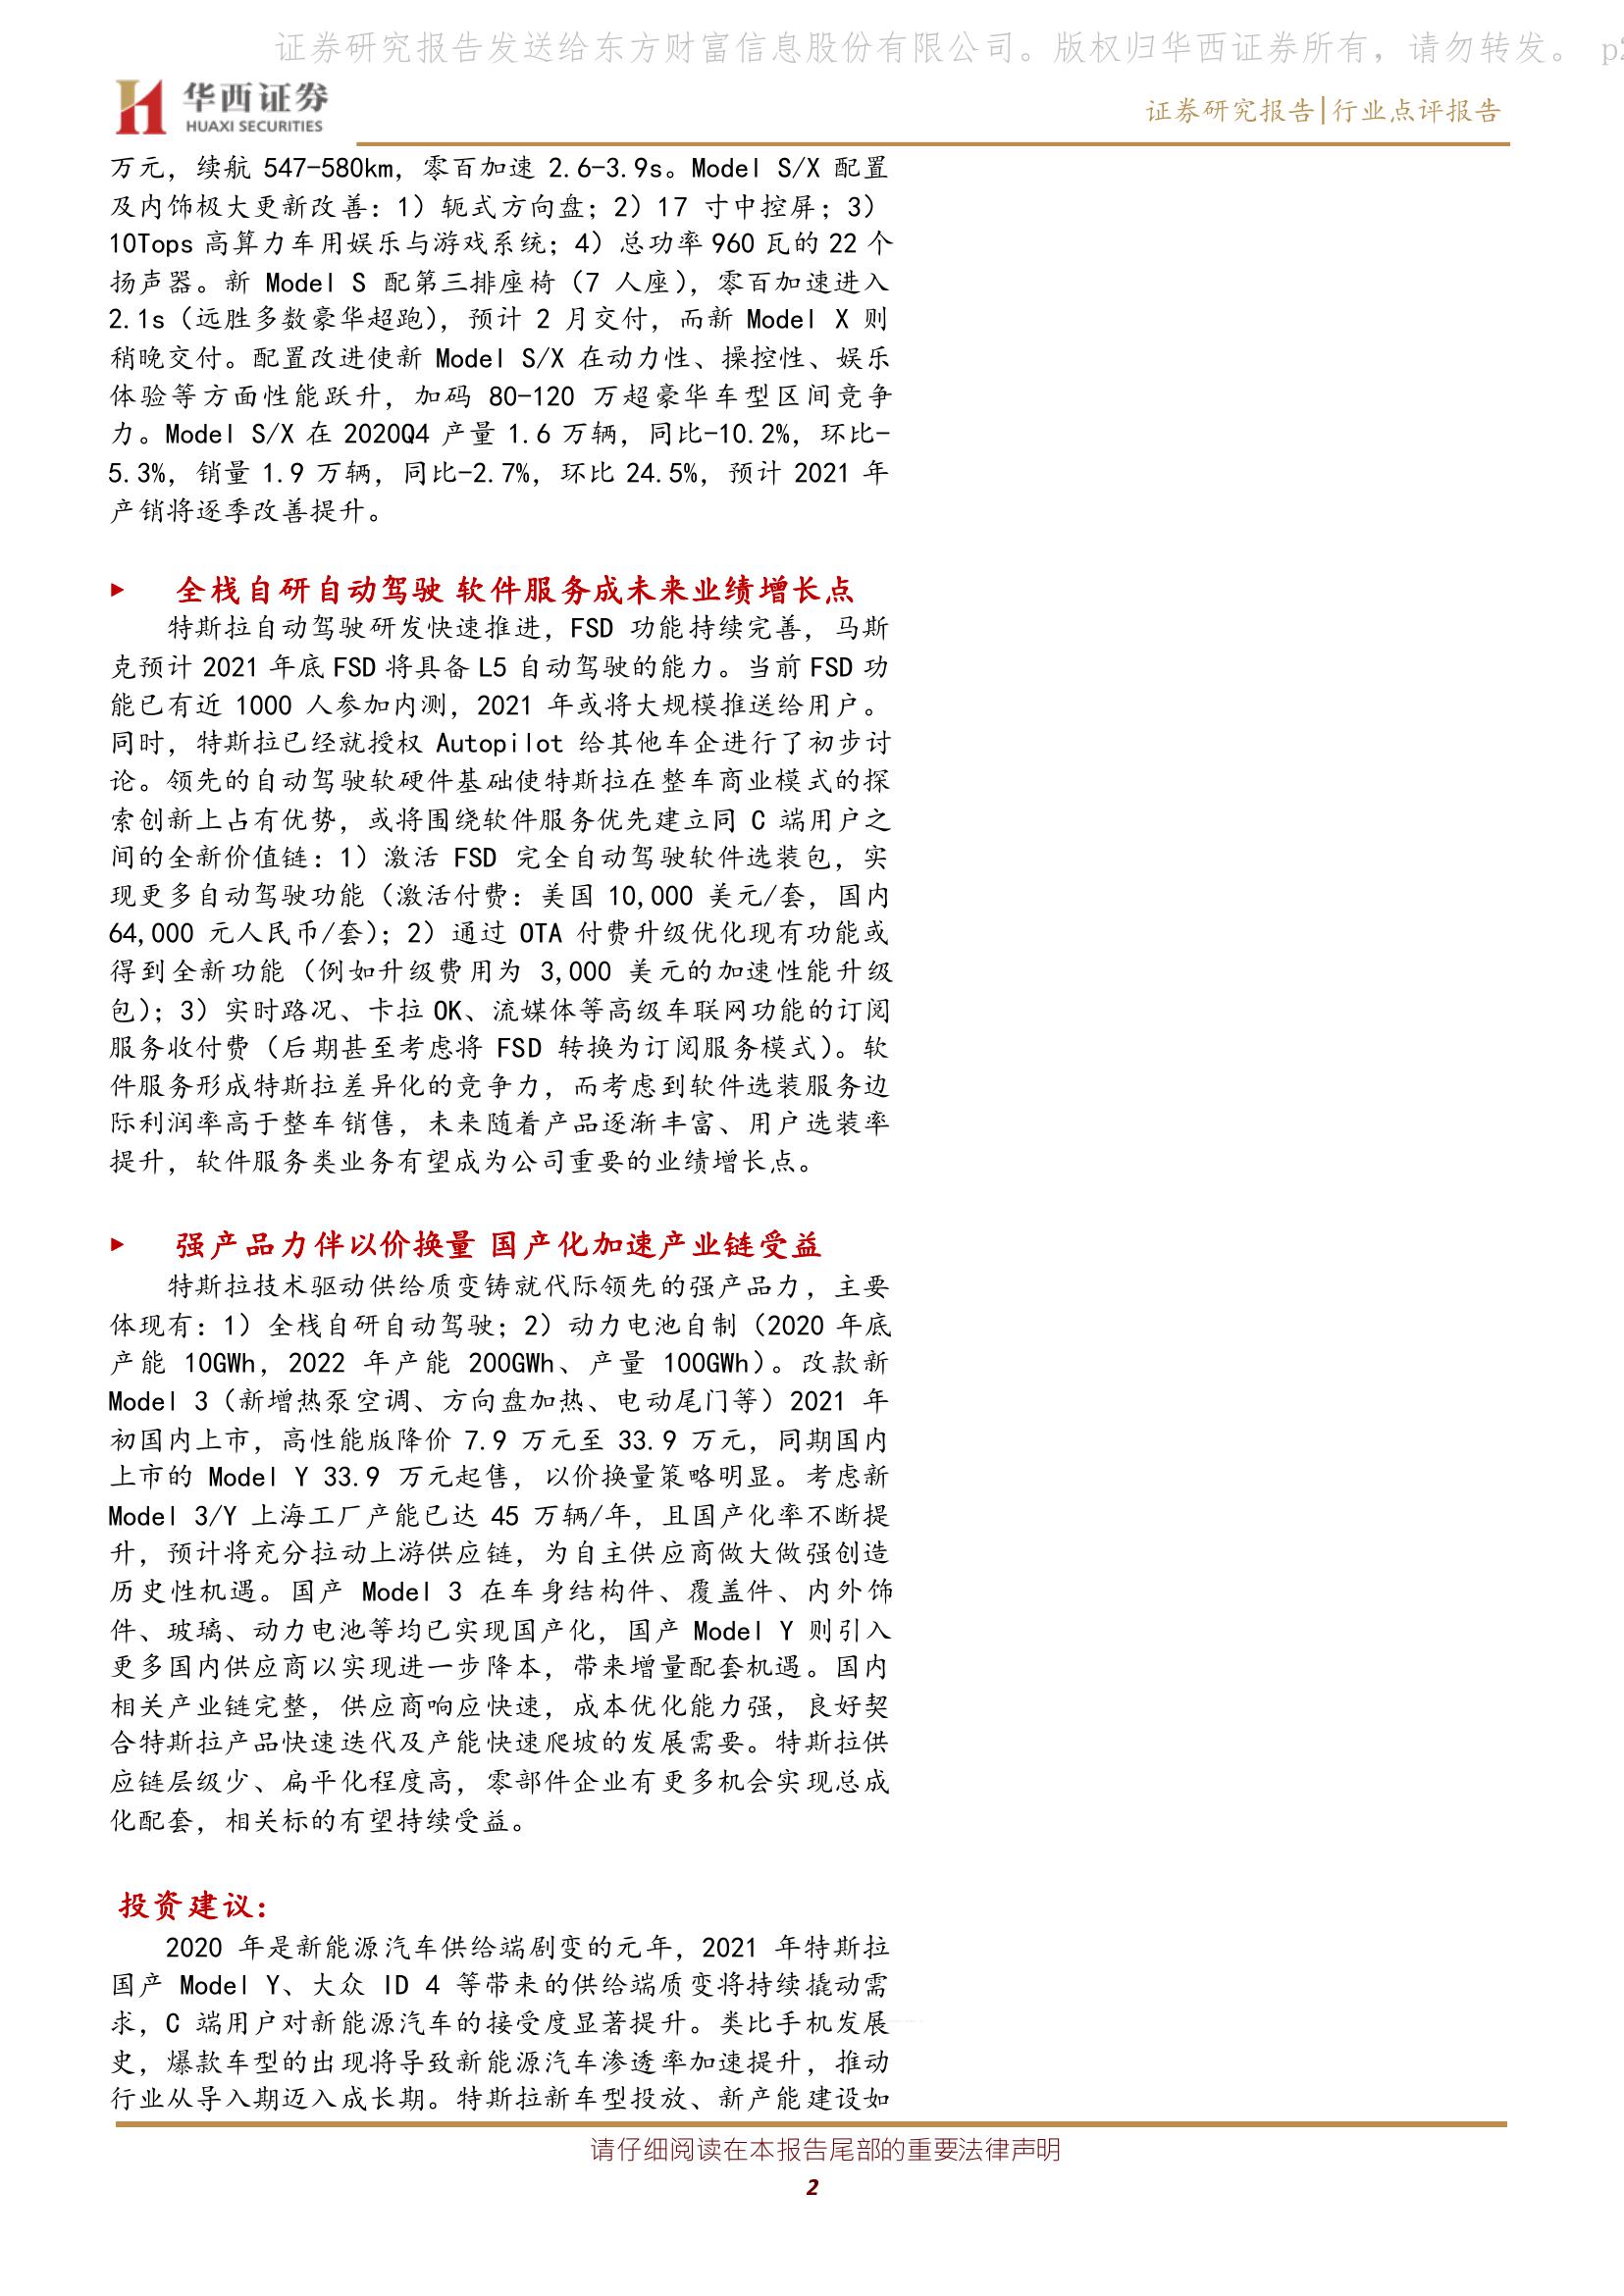 证券研究报告发送给东方财富信息股份有限公司。版权归华西证券所有，请勿转发。 p2
华西证券
HUAXI SECURITIES
证券研究报告|行业点评报告
万元，续航 547-580km，零百加速 2.6-3.9s。Model S/X 配置
及内饰极大更新改善：1）轭式方向盘；2）17 寸中控屏；3）
10Tops 高算力车用娱乐与游戏系统；4）总功率 960 瓦的 22 个
扬声器。新 Model S 配第三排座椅（7 人座），零百加速进入
2.1s（远胜多数豪华超跑），预计 2 月交付，而新 Model X 则
稍晚交付。配置改进使新 Model S/X 在动力性、操控性、娱乐
体验等方面性能跃升，加码 80-120 万超豪华车型区间竞争
力。Model S/X 在 2020Q4 产量 1.6 万辆，同比-10.2%，环比-
5.3%，销量 1.9 万辆，同比-2.7%，环比 24.5%，预计 2021 年
产销将逐季改善提升。
► 全栈自研自动驾驶 软件服务成未来业绩增长点
特斯拉自动驾驶研发快速推进，FSD 功能持续完善，马斯
克预计 2021 年底 FSD 将具备 L5 自动驾驶的能力。当前 FSD 功
能已有近 1000 人参加内测，2021 年或将大规模推送给用户。
同时，特斯拉已经就授权 Autopilot 给其他车企进行了初步讨
论。领先的自动驾驶软硬件基础使特斯拉在整车商业模式的探
索创新上占有优势，或将围绕软件服务优先建立同 C 端用户之
间的全新价值链：1）激活 FSD 完全自动驾驶软件选装包，实
现更多自动驾驶功能（激活付费：美国 10,000 美元/套，国内
64,000 元人民币/套）；2）通过 OTA 付费升级优化现有功能或
得到全新功能（例如升级费用为 3,000 美元的加速性能升级
包）；3）实时路况、卡拉 OK、流媒体等高级车联网功能的订阅
服务收付费（后期甚至考虑将 FSD 转换为订阅服务模式）。软
件服务形成特斯拉差异化的竞争力，而考虑到软件选装服务边
际利润率高于整车销售，未来随着产品逐渐丰富、用户选装率
提升，软件服务类业务有望成为公司重要的业绩增长点。
► 强产品力伴以价换量 国产化加速产业链受益
特斯拉技术驱动供给质变铸就代际领先的强产品力，主要
体现有：1）全栈自研自动驾驶；2）动力电池自制（2020 年底
产能 10GWh，2022 年产能 200GWh、产量 100GWh）。改款新
Model 3（新增热泵空调、方向盘加热、电动尾门等）2021 年
初国内上市，高性能版降价 7.9 万元至 33.9 万元，同期国内
上市的 Model Y 33.9 万元起售，以价换量策略明显。考虑新
Model 3/Y 上海工厂产能已达 45 万辆/年，且国产化率不断提
升，预计将充分拉动上游供应链，为自主供应商做大做强创造
历史性机遇。国产 Model 3 在车身结构件、覆盖件、内外饰
件、玻璃、动力电池等均已实现国产化，国产 Model Y 则引入
更多国内供应商以实现进一步降本，带来增量配套机遇。国内
相关产业链完整，供应商响应快速，成本优化能力强，良好契
合特斯拉产品快速迭代及产能快速爬坡的发展需要。特斯拉供
应链层级少、扁平化程度高，零部件企业有更多机会实现总成
化配套，相关标的有望持续受益。
投资建议：
2020 年是新能源汽车供给端剧变的元年，2021 年特斯拉
国产 Model Y、大众 ID 4 等带来的供给端质变将持续撬动需
求，C 端用户对新能源汽车的接受度显著提升。类比手机发展
史，爆款车型的出现将导致新能源汽车渗透率加速提升，推动
行业从导入期迈入成长期。特斯拉新车型投放、新产能建设如
请仔细阅读在本报告尾部的重要法律声明
2